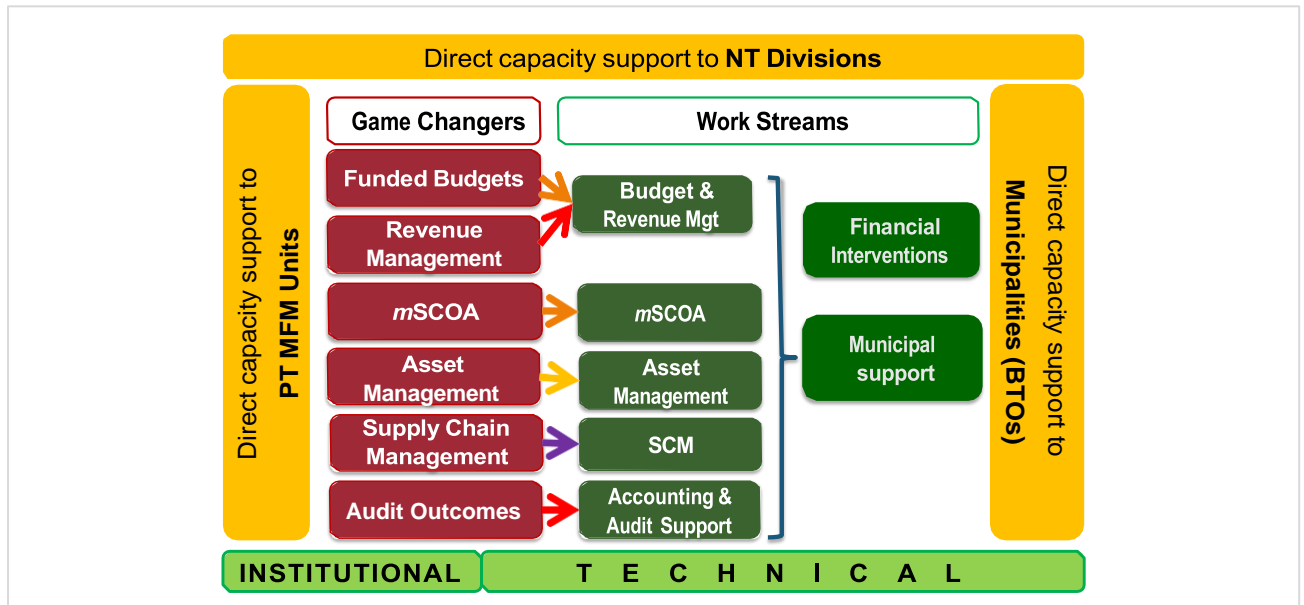 Direct capacity support to NT Divisions
Direct capacity support to
PT MFM Units
Game Changers
Work Streams
Funded Budgets
Revenue
Management
mSCOA
Asset
Management
Supply Chain
Management
Audit Outcomes
Budget &
Revenue Mgt
mSCOA
Asset
Management
SCM
Accounting &
Audit Support
Financial
Interventions
Municipal
support
Direct capacity support to
Municipalities (BTOs)
INSTITUTIONAL
T E C H N I C A L